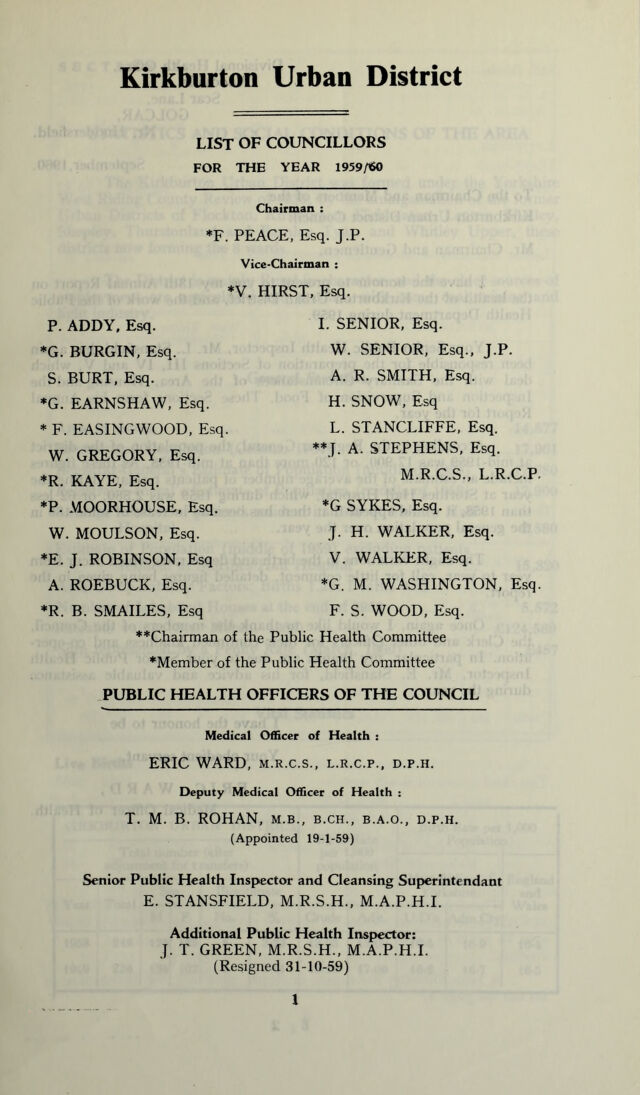 Kirkburton Urban District
LIST OF COUNCILLORS
FOR THE YEAR 1959/60
Chairman :
*F. PEACE, Esq. J.P.
Vice-Chairman :
*V. HIRST, Esq.
P. ADDY, Esq.
*G. BURGIN, Esq.
S. BURT, Esq.
*G. EARNSHAW, Esq.
* F. EASINGWOOD, Esq.
W. GREGORY, Esq.
*R. KAYE, Esq.
*P. MOORHOUSE, Esq.
W. MOULSON, Esq.
*E. J. ROBINSON, Esq
A. ROEBUCK, Esq.
*R. B. SMAILES, Esq
I. SENIOR, Esq.
W. SENIOR, Esq., J.P.
A. R. SMITH, Esq.
H. SNOW, Esq
L. STANCLIFFE, Esq.
**J. A. STEPHENS, Esq.
M.R.C.S., L.R.C.P.
*G SYKES, Esq.
J. H. WALKER, Esq.
V. WALKER, Esq.
*G. M. WASHINGTON, Esq.
F. S. WOOD, Esq.
**Chairman of the Public Health Committee
*Member of the Public Health Committee
PUBLIC HEALTH OFFICERS OF THE COUNCIL
Medical Officer of Health :
ERIC WARD, M.R.C.S., L.R.C.P., D.P.H.
Deputy Medical Officer of Health :
T. M. B. ROHAN, M.B., B.CH., B.A.O., D.P.H.
(Appointed 19-1-59)
Senior Public Health Inspector and Cleansing Superintendant
E. STANSFIELD, M.R.S.H., M.A.P.H.I.
Additional Public Health Inspector:
J. T. GREEN, M.R.S.H., M.A.P.H.I.
(Resigned 31-10-59)
1